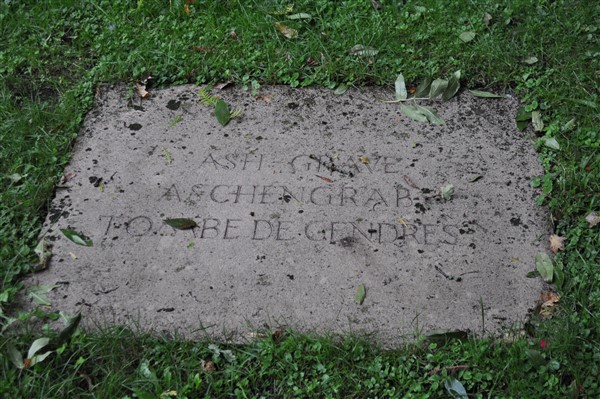 ASH GRAVE
ASCHENGRAB
TOMBE DE CENDRES